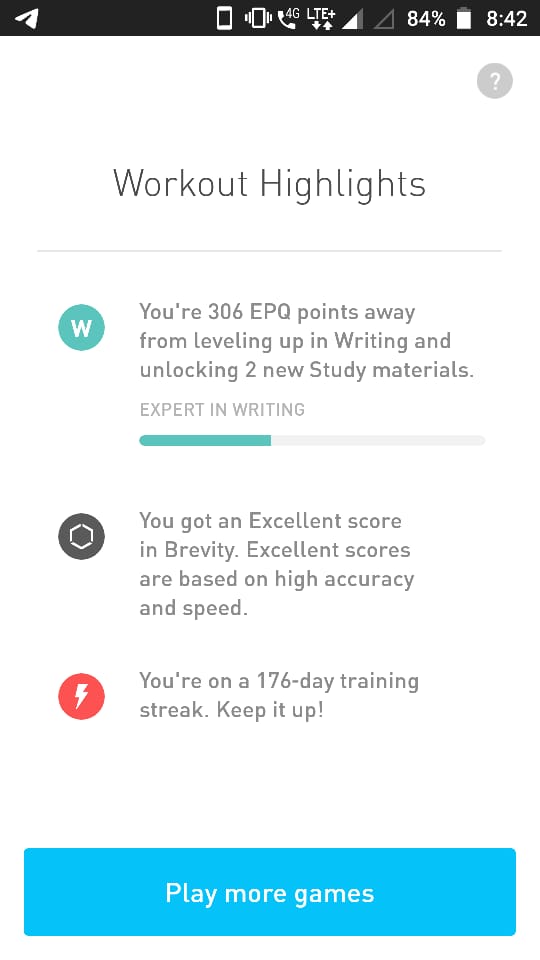 4G LTE+ 84% 8:42
?
Workout Highlights
W
You're 306 EPQ points away
from leveling up in Writing and
unlocking 2 new Study materials.
EXPERT IN WRITING
You got an Excellent score
in Brevity. Excellent scores
are based on high accuracy
and speed.
You're on a 176-day training
streak. Keep it up!
Play more games